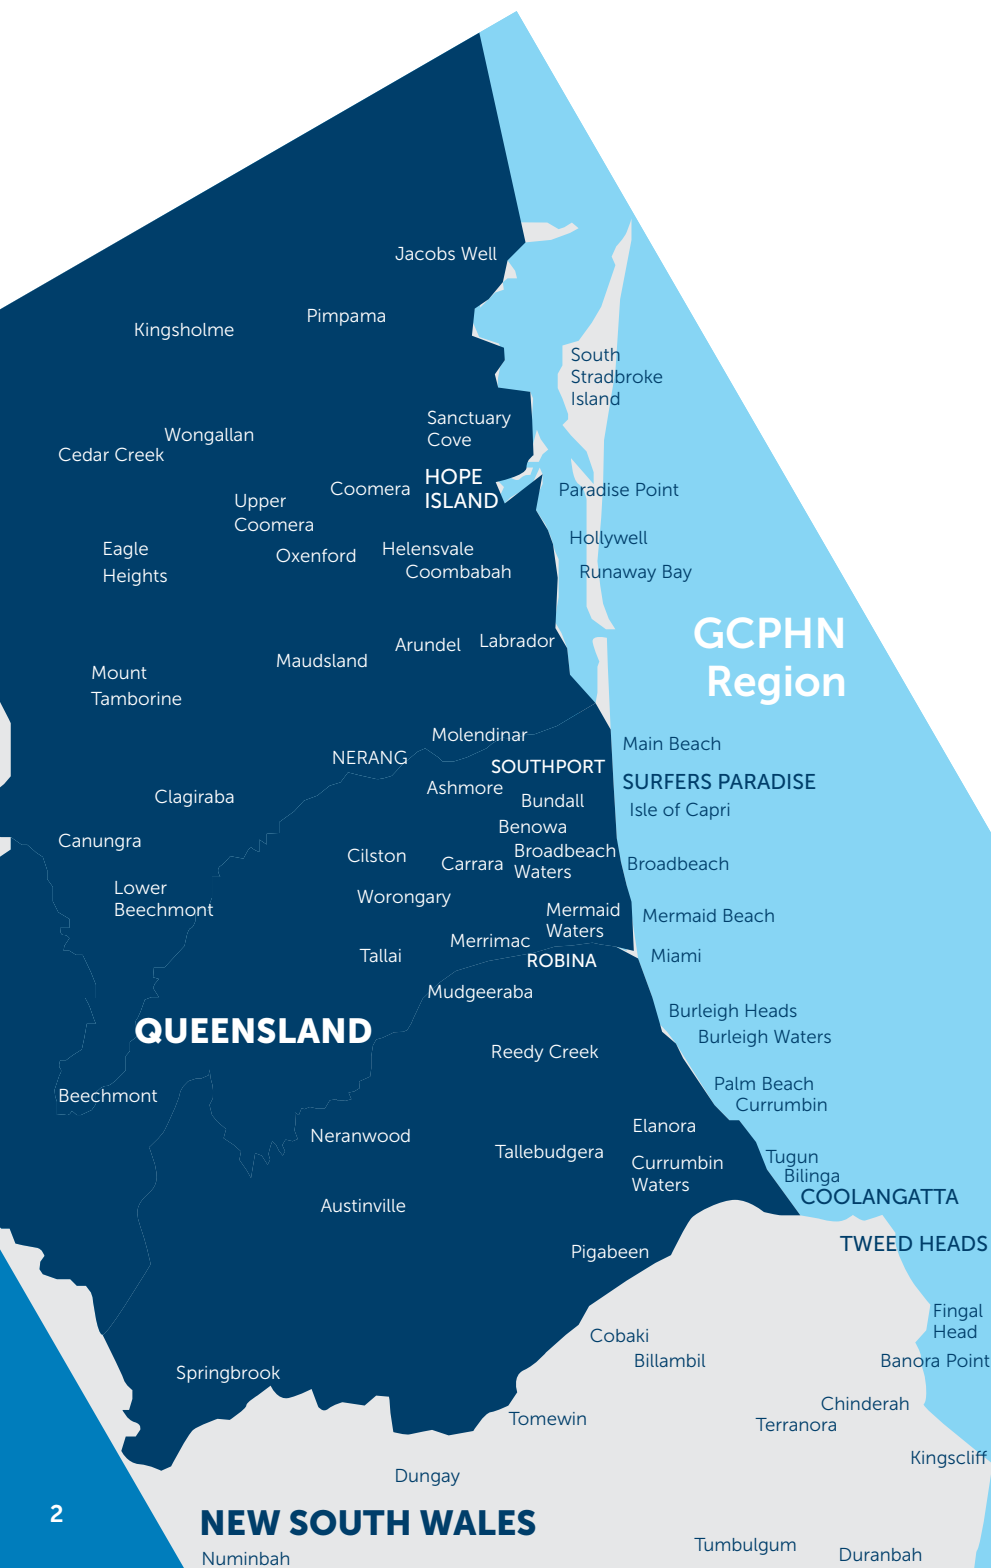 Jacobs Well
Pimpama
Kingsholme
South
Stradbroke
Island
Sanctuary
Cove
Wongallan
Cedar Creek
HOPE
ISLAND
Coomera
Paradise Point
Upper
Coomera
Hollywell
Eagle
Heights
Oxenford
Helensvale
Coombabah
Runaway Bay
GCPHN
Region
Arundel
Labrador
Maudsland
Mount
Tamborine
Molendinar
Main Beach
NERANG
SOUTHPORT
SURFERS PARADISE
Ashmore
Clagiraba
Bundall
Isle of Capri
Benowa
Canungra
Cilston
Carrara
Broadbeach
Waters
Broadbeach
Lower
Beechmont
Worongary
Mermaid
Waters
Mermaid Beach
Merrimac
Tallai
ROBINA
Miami
Mudgeeraba
Burleigh Heads
QUEENSLAND
Burleigh Waters
Reedy Creek
Palm Beach
Beechmont
Currumbin
Elanora
Neranwood
Tallebudgera
Currumbin
Waters
Tugun
Bilinga
COOLANGATTA
Austinville
TWEED HEADS
Pigabeen
Fingal
Head
Cobaki
Billambil
Banora Point
Springbrook
Chinderah
Tomewin
Terranora
Kingscliff
Dungay
2
NEW SOUTH WALES
Tumbulgum
Duranbah
Numinbah